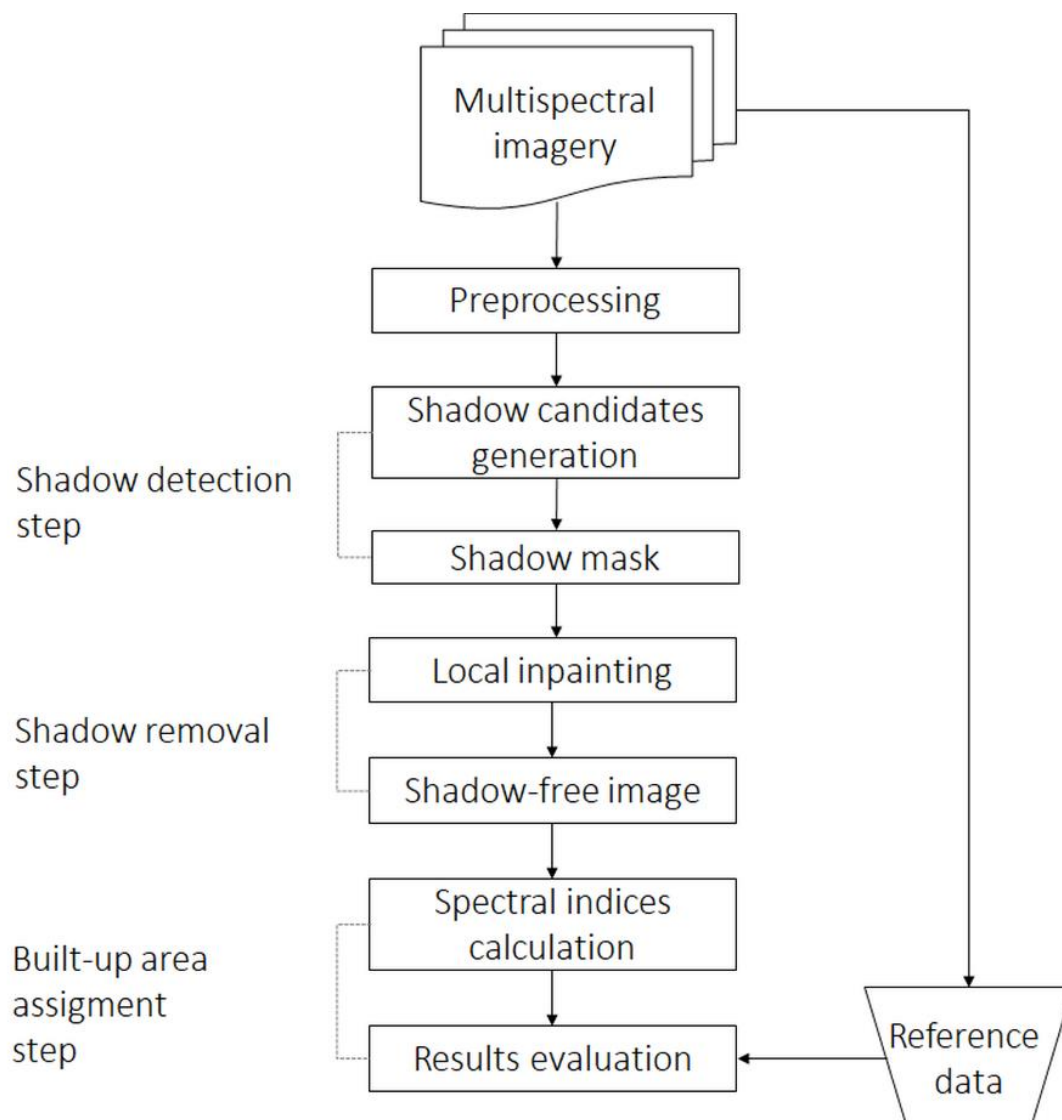 Multispectral
imagery
Preprocessing
Shadow candidates
generation
Shadow detection
step
Shadow mask
Local inpainting
Shadow removal
step
Shadow-free image
Spectral indices
calculation
Built-up area
assigment
step
Results evaluation
Reference
data